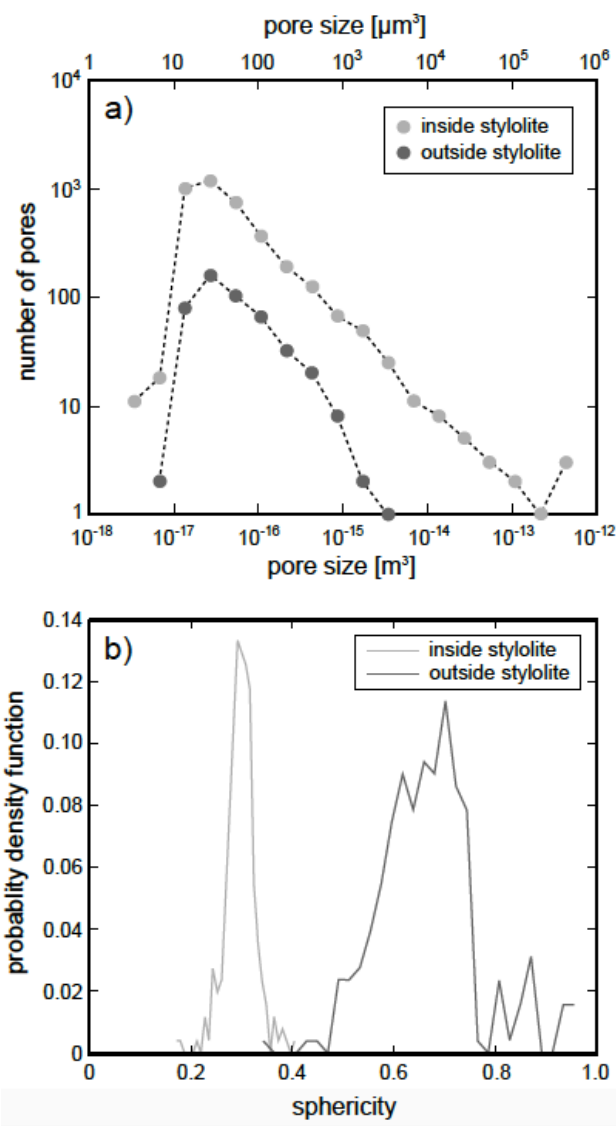 pore size [µm³]
1 10 100 10³ 10⁴ 10⁵ 10⁶
a)
inside stylolite
outside stylolite
number of pores
10⁴
10³
100
10
1
10⁻¹⁸ 10⁻¹⁷ 10⁻¹⁶ 10⁻¹⁵ 10⁻¹⁴ 10⁻¹³ 10⁻¹²
pore size [m³]
b)
inside stylolite
outside stylolite
probablity density function
0.14
0.12
0.10
0.08
0.06
0.04
0.02
0
0 0.2 0.4 0.6 0.8 1.0
sphericity